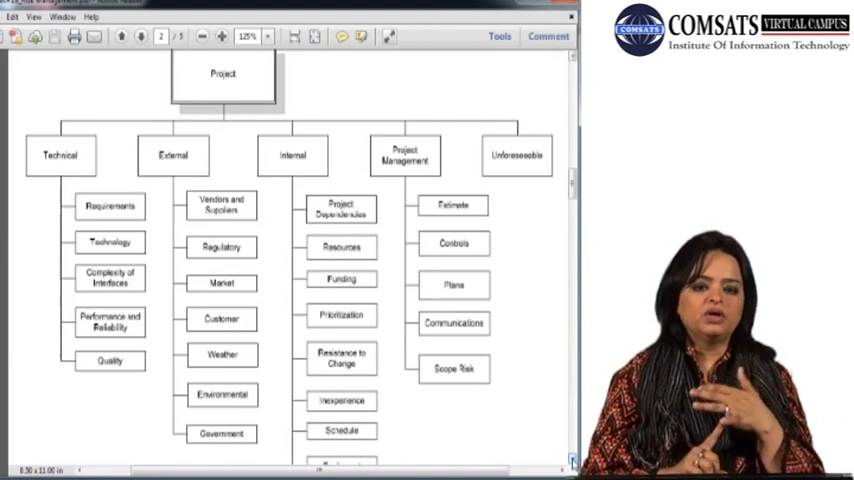 Edit View Window Help
2 / 5
125%
Tools
Comment
COMSATS VIRTUAL CAMPUS
COMSATS
Institute Of Information Technology
Project
Technical
External
Internal
Project
Management
Unforeseeable
Requirements
Technology
Complexity of
Interfaces
Performance and
Reliability
Quality
Vendors and
Suppliers
Regulatory
Market
Customer
Weather
Environmental
Government
Project
Dependencies
Resources
Funding
Prioritization
Resistance to
Change
Inexperience
Schedule
Estimate
Controls
Plans
Communications
Scope Risk
8.50 x 11.00 in